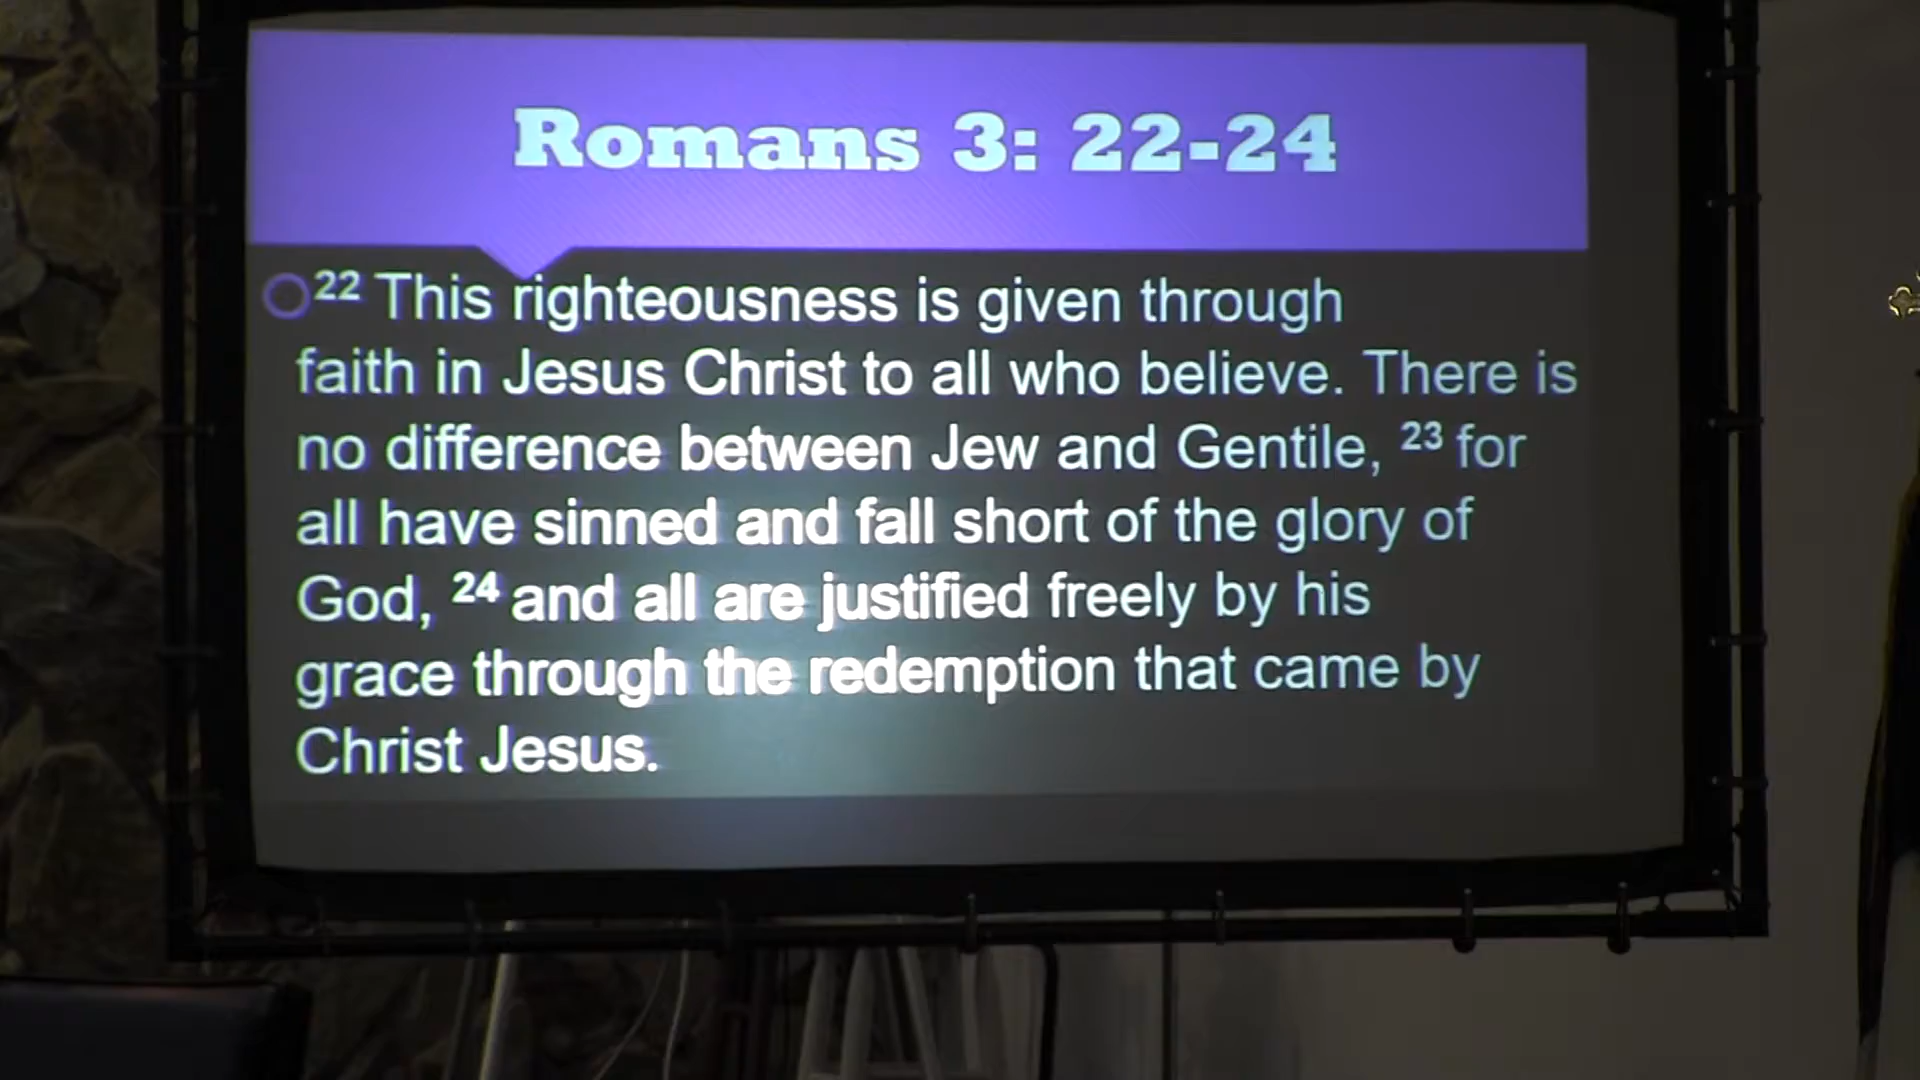 Romans 3: 22-24
22 This righteousness is given through
faith in Jesus Christ to all who believe. There is
no difference between Jew and Gentile, 23 for
all have sinned and fall short of the glory of
God, 24 and all are justified freely by his
grace through the redemption that came by
Christ Jesus.